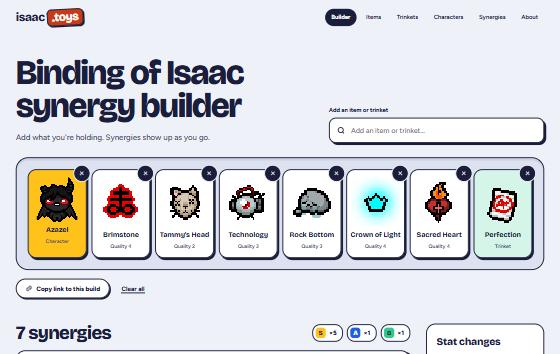 isaac .toys
Builder Items Trinkets Characters Synergies About
Binding of Isaac
synergy builder
Add what you're holding. Synergies show up as you go.
Add an item or trinket
Add an item or trinket...
Azazel
Character
Brimstone
Quality 4
Tammy's Head
Quality 2
Technology
Quality 3
Rock Bottom
Quality 4
Crown of Light
Quality 4
Sacred Heart
Quality 4
Perfection
Trinket
Copy link to this build
Clear all
7 synergies
S ×5 A ×1 B ×1
Stat changes